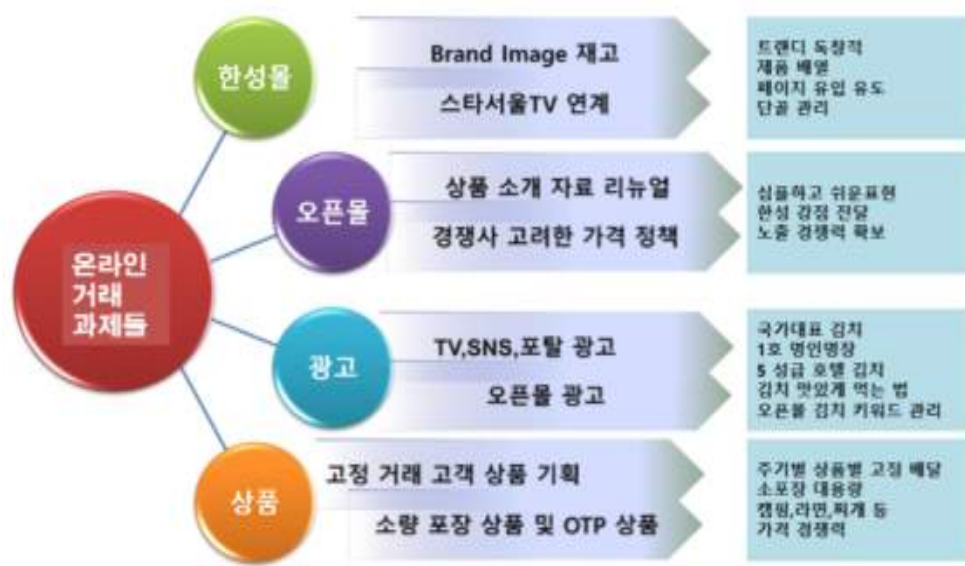 온라인
거래
과제들
한성몰
Brand Image 재고
스타서울TV 연계
트랜디 독창적
제품 배열
페이지 유입 유도
단골 관리
오픈몰
상품 소개 자료 리뉴얼
경쟁사 고려한 가격 정책
심플하고 쉬운표현
한성 강점 전달
노출 경쟁력 확보
광고
TV,SNS,포탈 광고
오픈몰 광고
국가대표 김치
1호 명인명장
5 성급 호텔 김치
김치 맛있게 먹는 법
오픈몰 김치 키워드 관리
상품
고정 거래 고객 상품 기획
소량 포장 상품 및 OTP 상품
주기별 상품별 고정 배달
소포장 대용량
캠핑,라면,찌개 등
가격 경쟁력